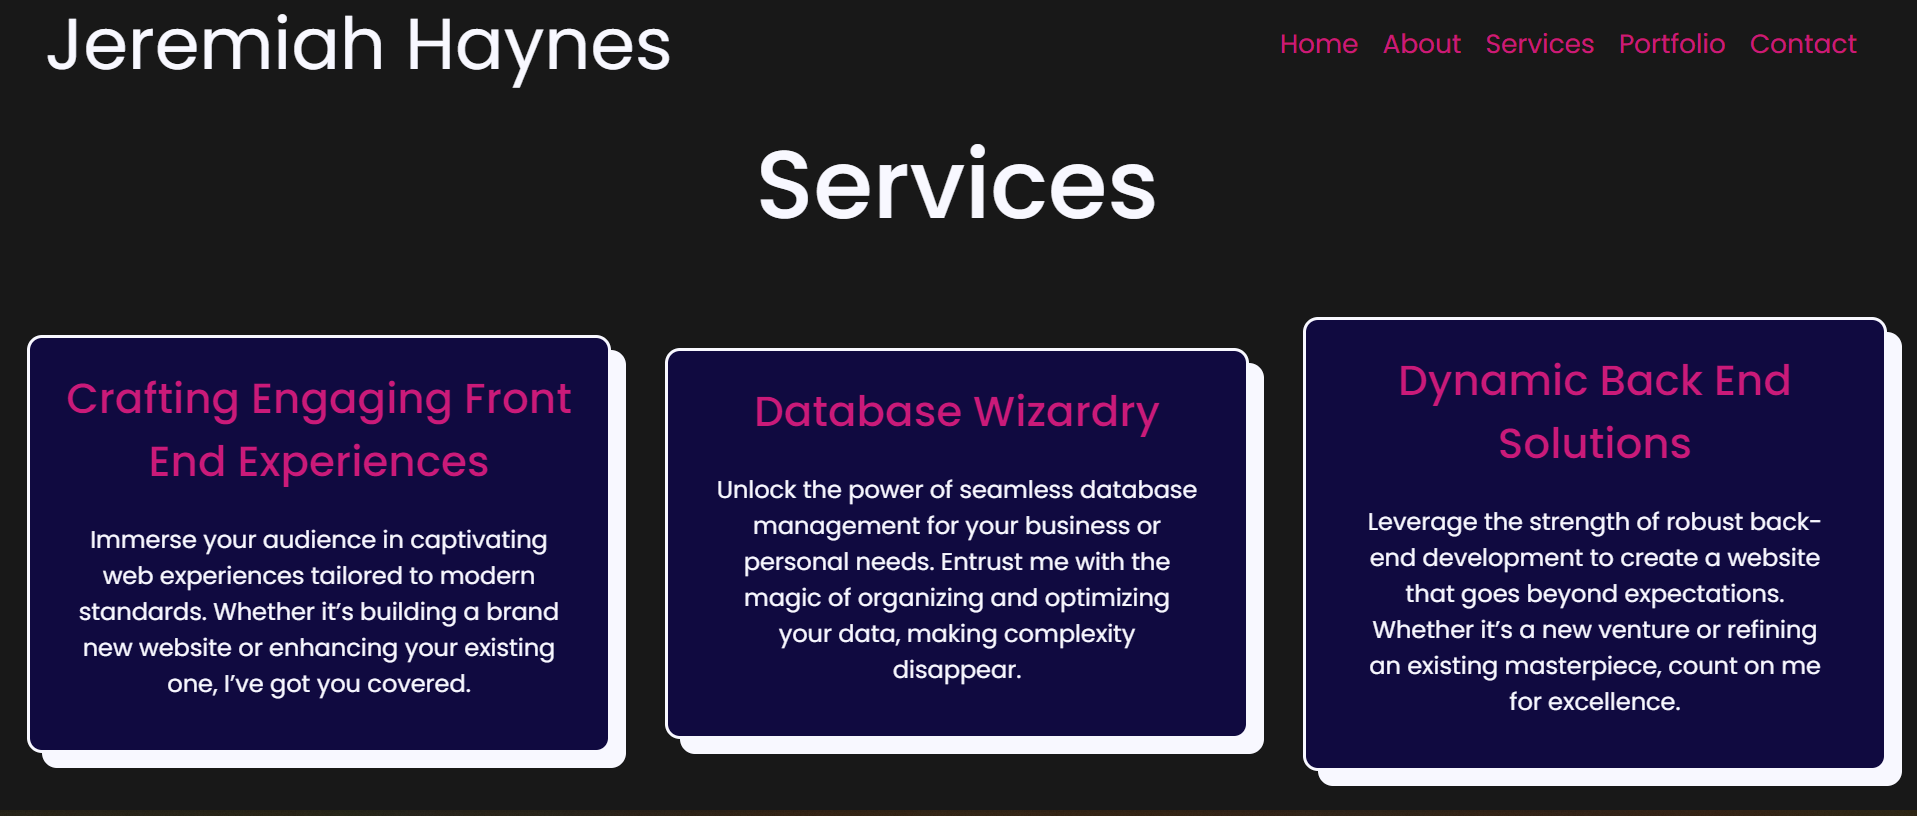 Jeremiah Haynes
Home About Services Portfolio Contact
Services
Crafting Engaging Front
End Experiences
Immerse your audience in captivating
web experiences tailored to modern
standards. Whether it’s building a brand
new website or enhancing your existing
one, I’ve got you covered.
Database Wizardry
Unlock the power of seamless database
management for your business or
personal needs. Entrust me with the
magic of organizing and optimizing
your data, making complexity
disappear.
Dynamic Back End
Solutions
Leverage the strength of robust back-
end development to create a website
that goes beyond expectations.
Whether it’s a new venture or refining
an existing masterpiece, count on me
for excellence.